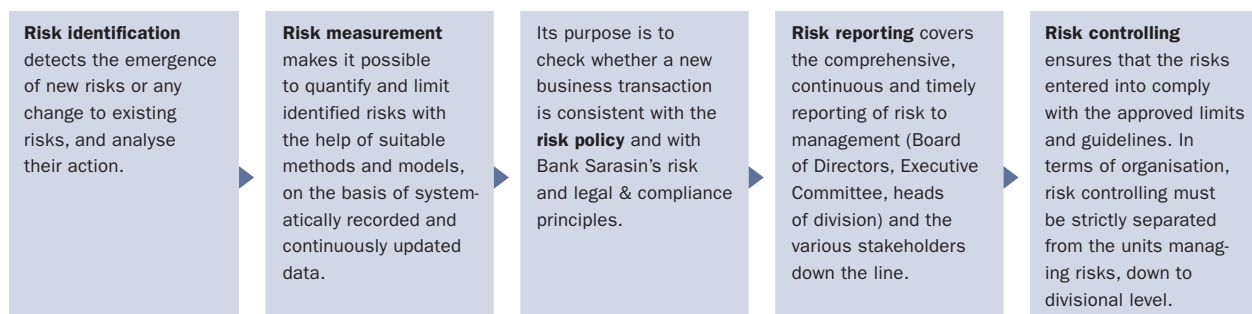 Risk identification
detects the emergence
of new risks or any
change to existing
risks, and analyse
their action.
Risk measurement
makes it possible
to quantify and limit
identified risks with
the help of suitable
methods and models,
on the basis of system-
atically recorded and
continuously updated
data.
Its purpose is to
check whether a new
business transaction
is consistent with the
risk policy and with
Bank Sarasin's risk
and legal & compliance
principles.
Risk reporting covers
the comprehensive,
continuous and timely
reporting of risk to
management (Board
of Directors, Executive
Committee, heads
of division) and the
various stakeholders
down the line.
Risk controlling
ensures that the risks
entered into comply
with the approved limits
and guidelines. In
terms of organisation,
risk controlling must
be strictly separated
from the units manag-
ing risks, down to
divisional level.